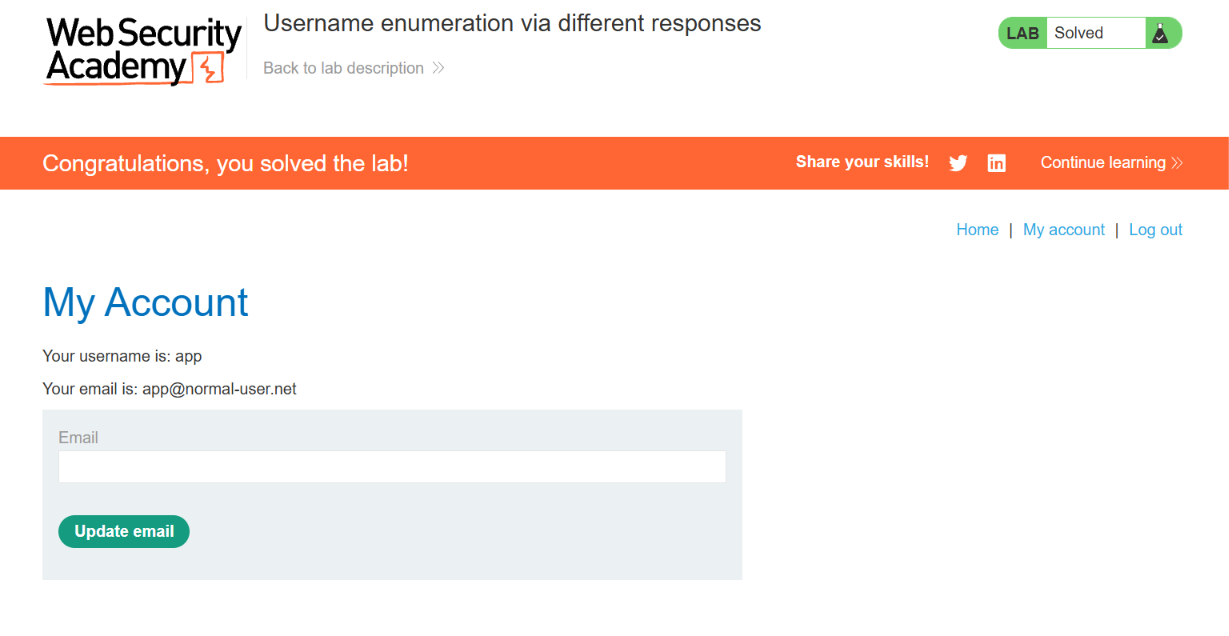 Web Security
Academy
Username enumeration via different responses
Back to lab description
LAB Solved
Congratulations, you solved the lab!
Share your skills!
in
Continue learning
Home | My account | Log out
My Account
Your username is: app
Your email is: app@normal-user.net
Email
Update email